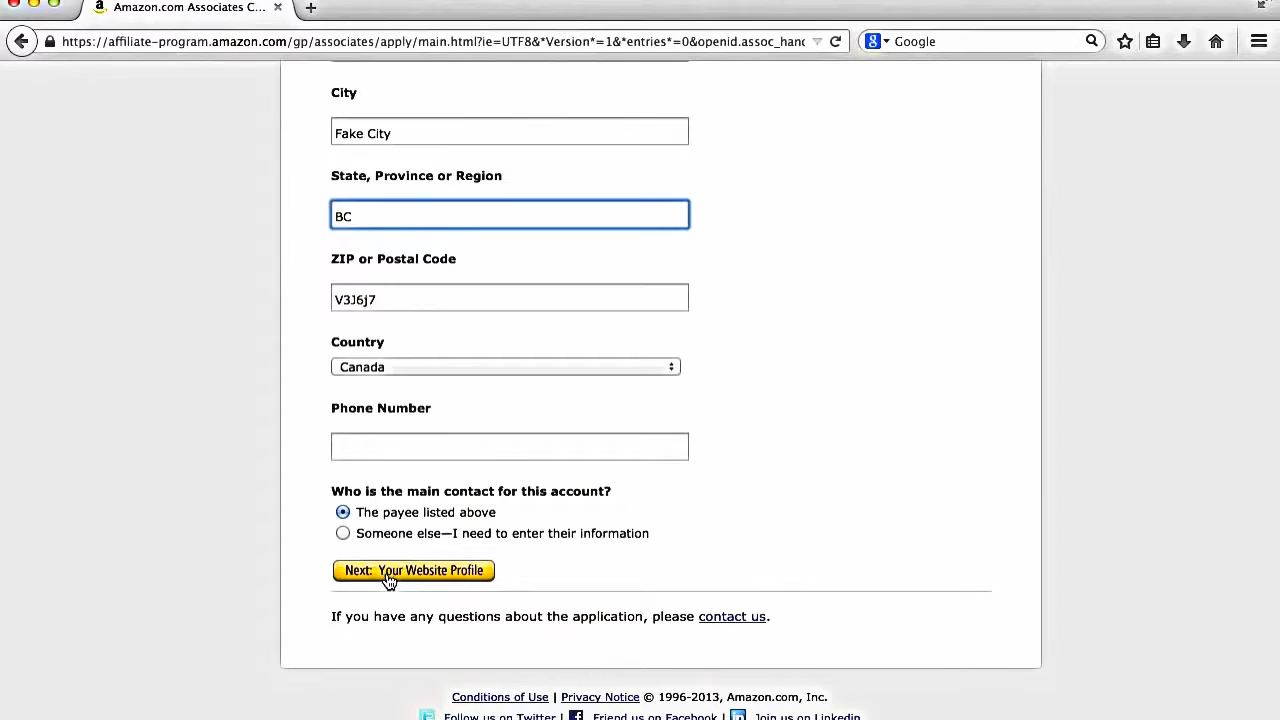 Amazon.com Associates C...
https://affiliate-program.amazon.com/gp/associates/apply/main.html?ie=UTF8&*Version*=1&*entries*=0&openid.assoc_hand
Google
City
Fake City
State, Province or Region
BC
ZIP or Postal Code
V3J6j7
Country
Canada
Phone Number
Who is the main contact for this account?
The payee listed above
Someone else—I need to enter their information
Next: Your Website Profile
If you have any questions about the application, please contact us.
Conditions of Use | Privacy Notice © 1996-2013, Amazon.com, Inc.
Follow us on Twitter | Friend us on Facebook | Join us on Linkedin